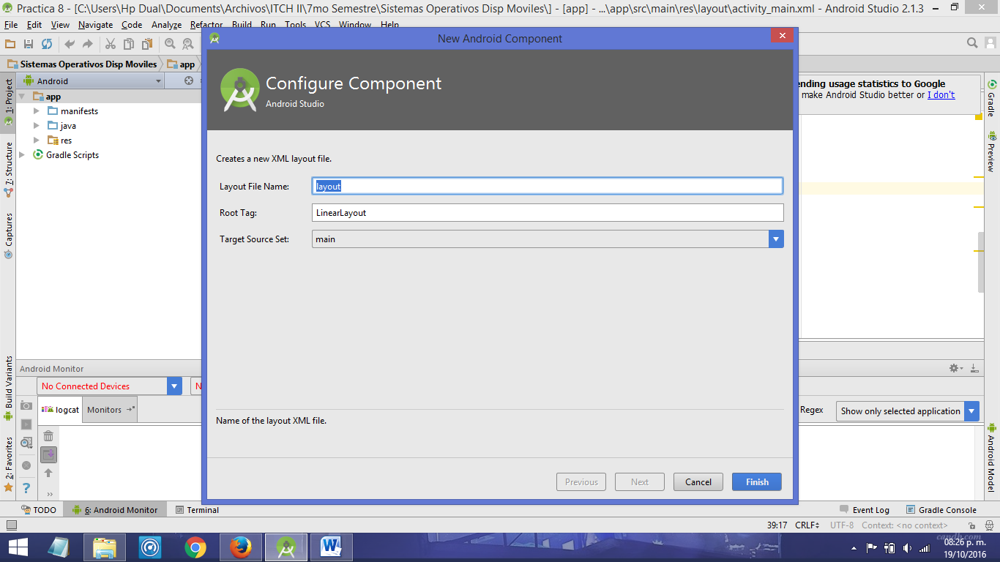 Practica 8 - [C:\Users\Hp Dual\Documents\Archivos\ITCH II\7mo Semestre\Sistemas Operativos Disp Moviles\] - [app] - ...\app\src\main\res\layout\activity_main.xml - Android Studio 2.1.3
File Edit View Navigate Code Analyze Refactor Build Run Tools VCS Window Help
New Android Component
Sistemas Operativos Disp Moviles app
Android
1: Project
7: Structure
Captures
Build Variants
2: Favorites
app
manifests
java
res
Gradle Scripts
Configure Component
Android Studio
Creates a new XML layout file.
Layout File Name: layout
Root Tag: LinearLayout
Target Source Set: main
Name of the layout XML file.
Previous Next Cancel Finish
ending usage statistics to Google
make Android Studio better or I don't
Gradle
Preview
Android Model
Android Monitor
No Connected Devices
N
logcat Monitors
Regex Show only selected application
TODO 6: Android Monitor Terminal Event Log Gradle Console
39:17 CRLF UTF-8 Context: <no context>
08:26 p. m.
19/10/2016